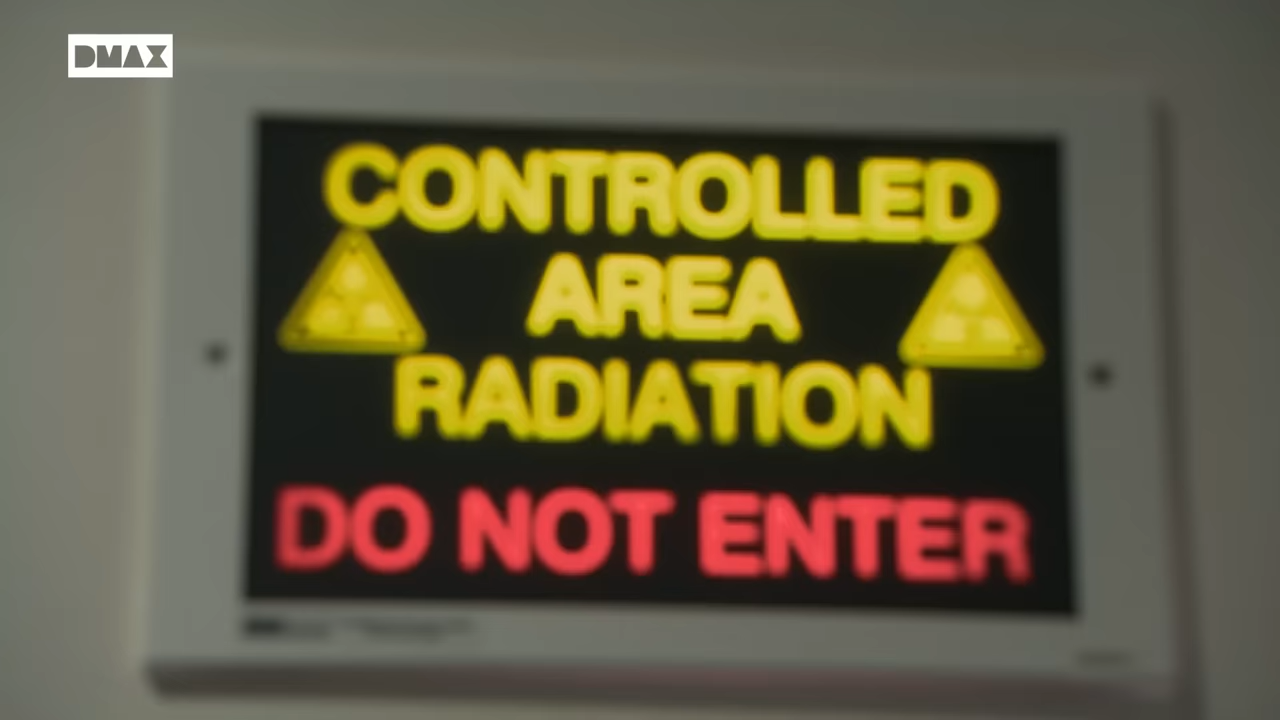 DMAX
CONTROLLED
AREA
RADIATION
DO NOT ENTER